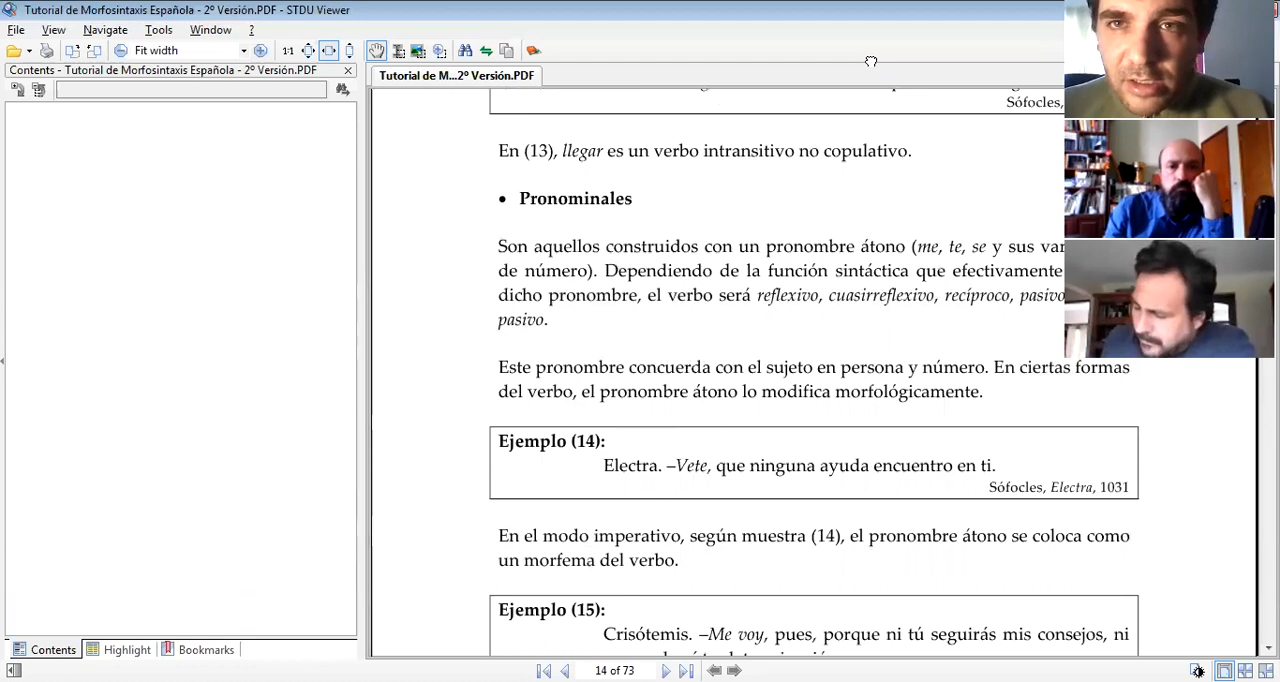 Tutorial de Morfosintaxis Española - 2º Versión.PDF - STDU Viewer
File View Navigate Tools Window ?
Fit width 1:1
Contents - Tutorial de Morfosintaxis Española - 2º Versión.PDF
Tutorial de M...2º Versión.PDF
Sófocles,
En (13), llegar es un verbo intransitivo no copulativo.
• Pronominales
Son aquellos construidos con un pronombre átono (me, te, se y sus var
de número). Dependiendo de la función sintáctica que efectivamente
dicho pronombre, el verbo será reflexivo, cuasirreflexivo, recíproco, pasivo
pasivo.
Este pronombre concuerda con el sujeto en persona y número. En ciertas formas
del verbo, el pronombre átono lo modifica morfológicamente.
Ejemplo (14):
Electra. –Vete, que ninguna ayuda encuentro en ti.
Sófocles, Electra, 1031
En el modo imperativo, según muestra (14), el pronombre átono se coloca como
un morfema del verbo.
Ejemplo (15):
Crisótemis. –Me voy, pues, porque ni tú seguirás mis consejos, ni
Contents Highlight Bookmarks
14 of 73